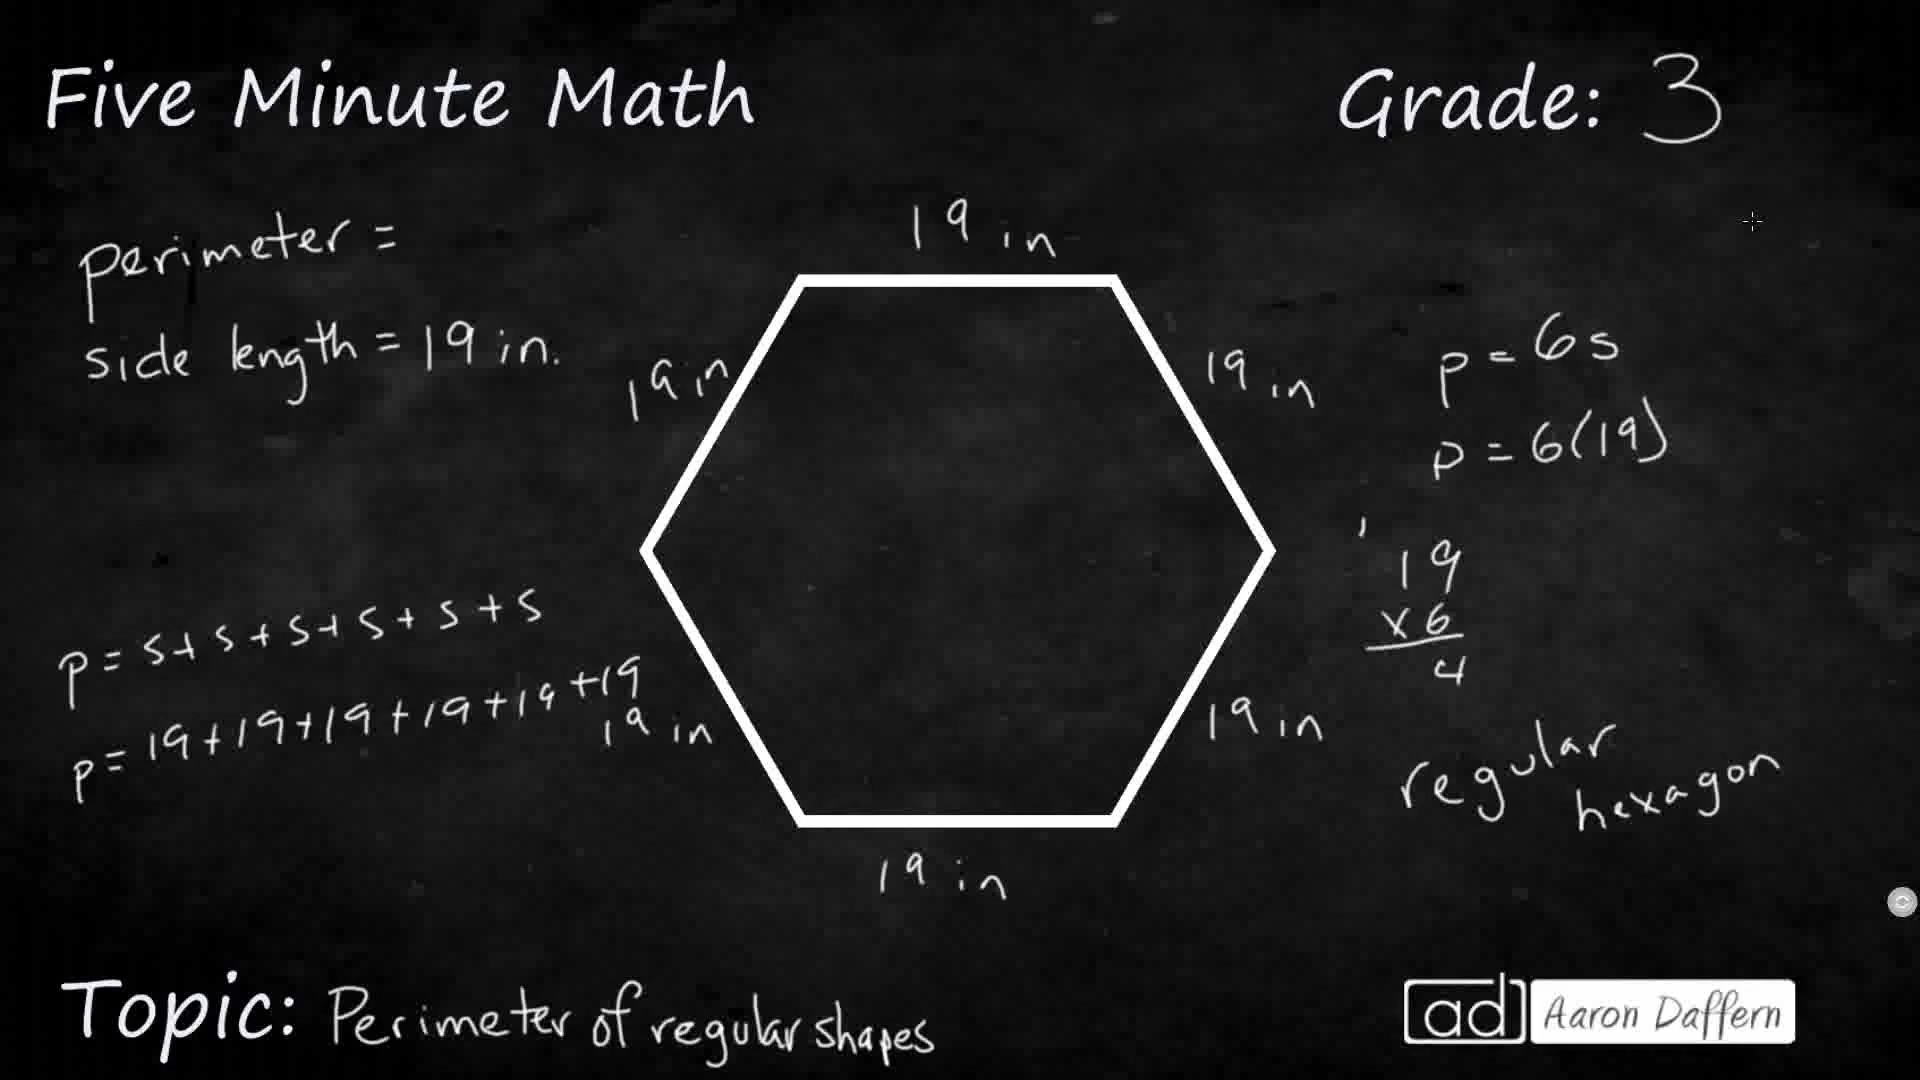 Five Minute Math
Grade: 3
perimeter =
side length = 19 in.
19 in
19 in
19 in
p = 6s
p = 6(19)
1
19
x 6
4
p = s + s + s + s + s + s
p = 19 + 19 + 19 + 19 + 19 + 19
19 in
19 in
regular
hexagon
19 in
Topic: Perimeter of regular shapes
ad Aaron Daffern